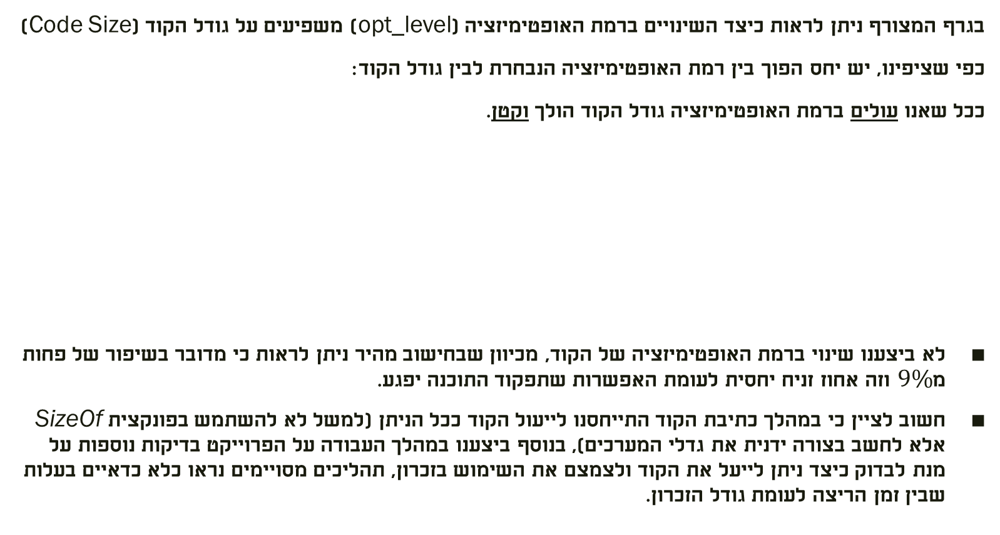 בגרף המצורף ניתן לראות כיצד השינויים ברמת האופטימיזציה (opt_level) משפיעים על גודל הקוד (Code Size)
כפי שציפינו, יש יחס הפוך בין רמת האופטימיזציה הנבחרת לבין גודל הקוד:
ככל שאנו עולים ברמת האופטימיזציה גודל הקוד הולך וקטן.
■ לא ביצענו שינוי ברמת האופטימיזציה של הקוד, מכיוון שבחישוב מהיר ניתן לראות כי מדובר בשיפור של פחות
מ9% וזה אחוז זניח יחסית לעומת האפשרות שתפקוד התוכנה יפגע.
■ חשוב לציין כי במהלך כתיבת הקוד התייחסנו לייעול הקוד ככל הניתן (למשל לא להשתמש בפונקצית SizeOf
אלא לחשב בצורה ידנית את גדלי המערכים), בנוסף ביצענו במהלך העבודה על הפרוייקט בדיקות נוספות על
מנת לבדוק כיצד ניתן לייעל את הקוד ולצמצם את השימוש בזכרון, תהליכים מסויימים נראו כלא כדאיים בעלות
שבין זמן הריצה לעומת גודל הזכרון.